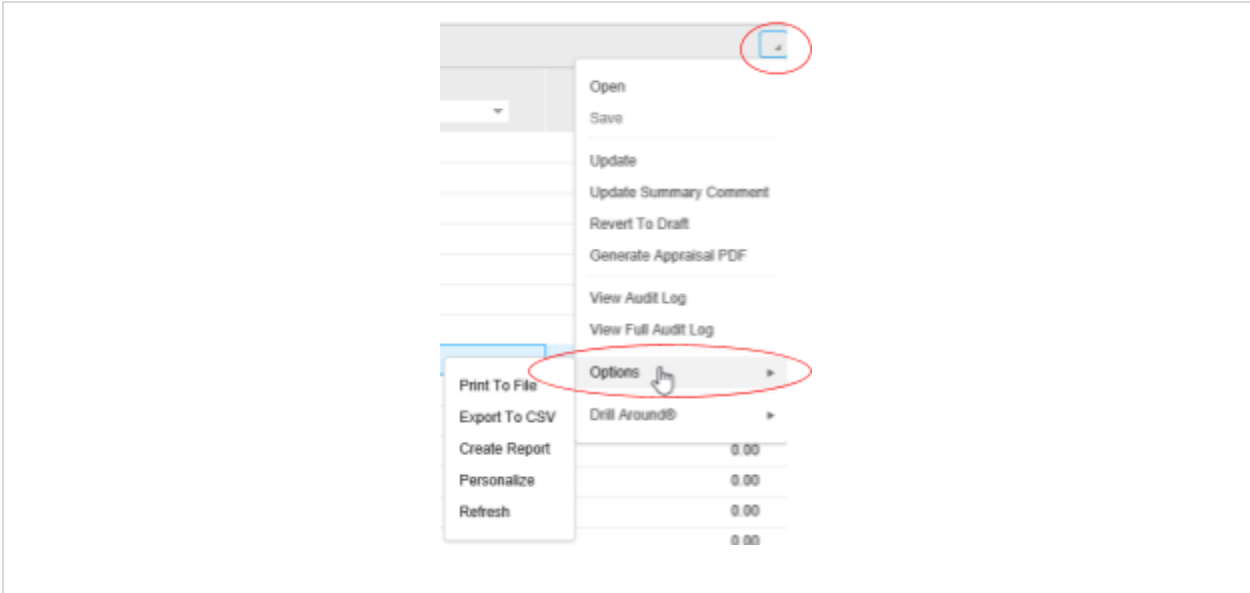 Open
Save
Update
Update Summary Comment
Revert To Draft
Generate Appraisal PDF
View Audit Log
View Full Audit Log
Options
Drill Around®
Print To File
Export To CSV
Create Report
Personalize
Refresh
0.00
0.00
0.00
0.00